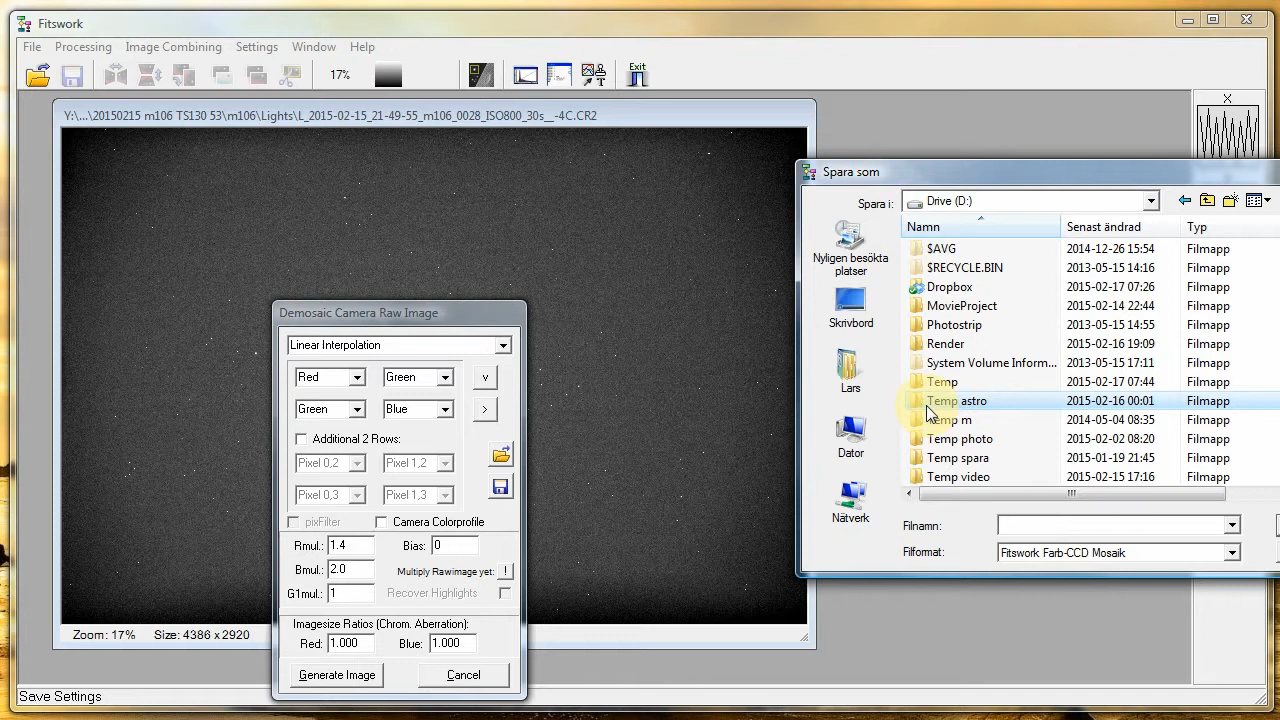 Fitswork
File Processing Image Combining Settings Window Help
17% Exit
Y:\...\20150215 m106 TS130 53\m106\Lights\L_2015-02-15_21-49-55_m106_0028_ISO800_30s__-4C.CR2
X
Spara som
Spara i: Drive (D:)
Namn Senast ändrad Typ
$AVG 2014-12-26 15:54 Filmapp
$RECYCLE.BIN 2013-05-15 14:16 Filmapp
Dropbox 2015-02-17 07:26 Filmapp
MovieProject 2015-02-14 22:44 Filmapp
Photostrip 2013-05-15 14:55 Filmapp
Render 2015-02-16 19:09 Filmapp
System Volume Inform... 2013-05-15 17:11 Filmapp
Temp 2015-02-17 07:44 Filmapp
Temp astro 2015-02-16 00:01 Filmapp
Temp m 2014-05-04 08:35 Filmapp
Temp photo 2015-02-02 08:20 Filmapp
Temp spara 2015-01-19 21:45 Filmapp
Temp video 2015-02-15 17:16 Filmapp
Nyligen besökta
platser
Skrivbord
Lars
Dator
Nätverk
Filnamn:
Filformat: Fitswork Farb-CCD Mosaik
Demosaic Camera Raw Image
Linear Interpolation
Red Green v
Green Blue >
Additional 2 Rows:
Pixel 0,2 Pixel 1,2
Pixel 0,3 Pixel 1,3
pixFilter Camera Colorprofile
Rmul.: 1.4 Bias: 0
Bmul.: 2.0 Multiply Rawimage yet: !
G1mul.: 1 Recover Highlights
Imagesize Ratios (Chrom. Aberration):
Red: 1.000 Blue: 1.000
Generate Image Cancel
Zoom: 17% Size: 4386 x 2920
Save Settings